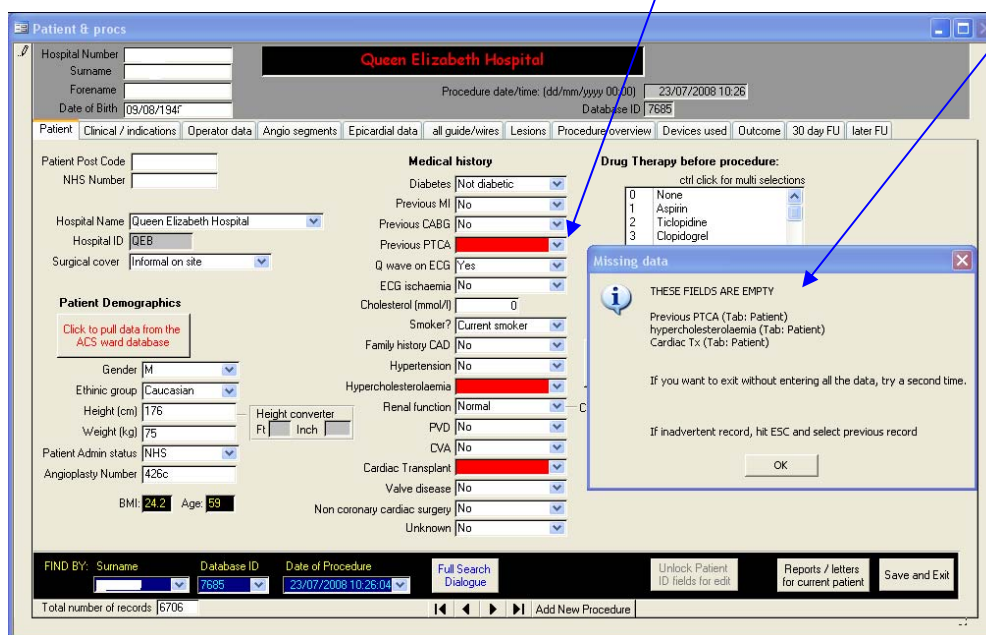 Patient & procs
Hospital Number
Surname
Forename
Date of Birth 09/08/194
Queen Elizabeth Hospital
Procedure date/time: (dd/mm/yyyy 00:00) 23/07/2008 10:26
Database ID 7685
Patient Clinical / indications Operator data Angio segments Epicardial data all guide/wires Lesions Procedure overview Devices used Outcome 30 day FU later FU
Patient Post Code
NHS Number
Hospital Name Queen Elizabeth Hospital
Hospital ID QEB
Surgical cover Informal on site
Patient Demographics
Click to pull data from the
ACS ward database
Gender M
Ethinic group Caucasian
Height (cm) 176
Weight (kg) 75
Height converter
Ft Inch
Patient Admin status NHS
Angioplasty Number 426c
BMI: 24.2 Age: 59
Medical history
Diabetes Not diabetic
Previous MI No
Previous CABG No
Previous PTCA
Q wave on ECG Yes
ECG ischaemia No
Cholesterol (mmol/l) 0
Smoker? Current smoker
Family history CAD No
Hypertension No
Hypercholesterolaemia
Renal function Normal
C
PVD No
CVA No
Cardiac Transplant
Valve disease No
Non coronary cardiac surgery No
Unknown No
Drug Therapy before procedure:
ctrl click for multi selections
0 None
1 Aspirin
2 Ticlopidine
3 Clopidogrel
Missing data
THESE FIELDS ARE EMPTY
Previous PTCA (Tab: Patient)
hypercholesterolaemia (Tab: Patient)
Cardiac Tx (Tab: Patient)
If you want to exit without entering all the data, try a second time.
If inadvertent record, hit ESC and select previous record
OK
FIND BY: Surname Database ID Date of Procedure
7685 23/07/2008 10:26:04
Full Search
Dialogue
Unlock Patient
ID fields for edit
Reports / letters
for current patient
Save and Exit
Total number of records 6706
Add New Procedure